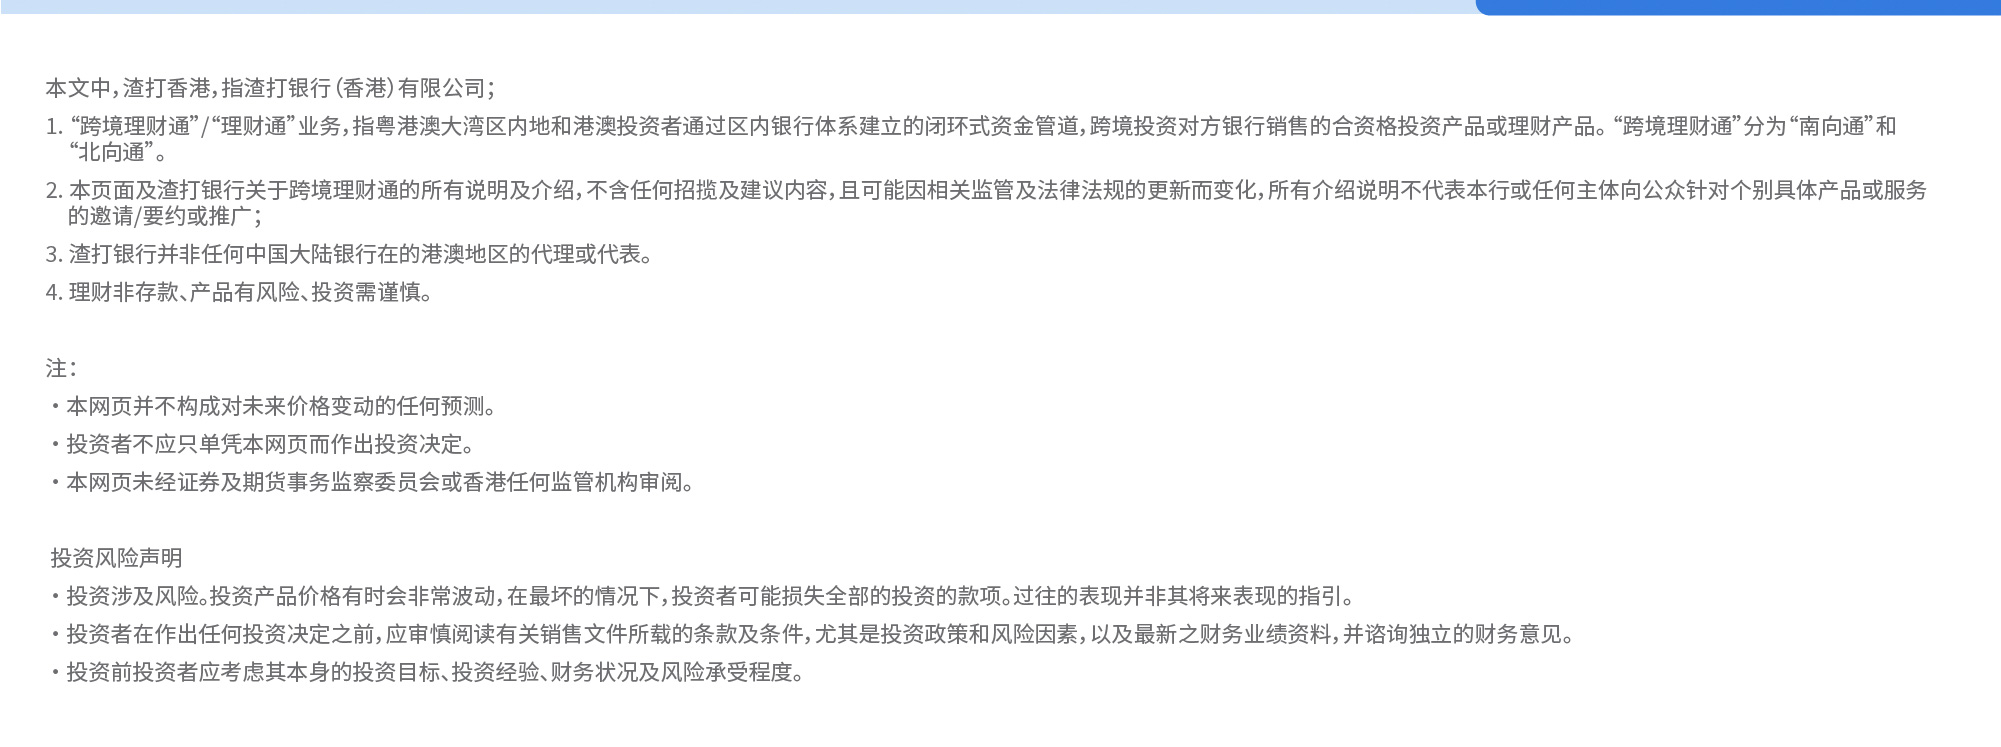 本文中，渣打香港，指渣打银行（香港）有限公司；
1. “跨境理财通”/“理财通”业务，指粤港澳大湾区内地和港澳投资者通过区内银行体系建立的闭环式资金管道，跨境投资对方银行销售的合资格投资产品或理财产品。“跨境理财通”分为“南向通”和
“北向通”。
2. 本页面及渣打银行关于跨境理财通的所有说明及介绍，不含任何招揽及建议内容，且可能因相关监管及法律法规的更新而变化，所有介绍说明不代表本行或任何主体向公众针对个别具体产品或服务
的邀请/要约或推广；
3. 渣打银行并非任何中国大陆银行在的港澳地区的代理或代表。
4. 理财非存款、产品有风险、投资需谨慎。
注：
・本网页并不构成对未来价格变动的任何预测。
・投资者不应只单凭本网页而作出投资决定。
・本网页未经证券及期货事务监察委员会或香港任何监管机构审阅。
投资风险声明
・投资涉及风险。投资产品价格有时会非常波动，在最坏的情况下，投资者可能损失全部的投资的款项。过往的表现并非其将来表现的指引。
・投资者在作出任何投资决定之前，应审慎阅读有关销售文件所载的条款及条件，尤其是投资政策和风险因素，以及最新之财务业绩资料，并谘询独立的财务意见。
・投资前投资者应考虑其本身的投资目标、投资经验、财务状况及风险承受程度。